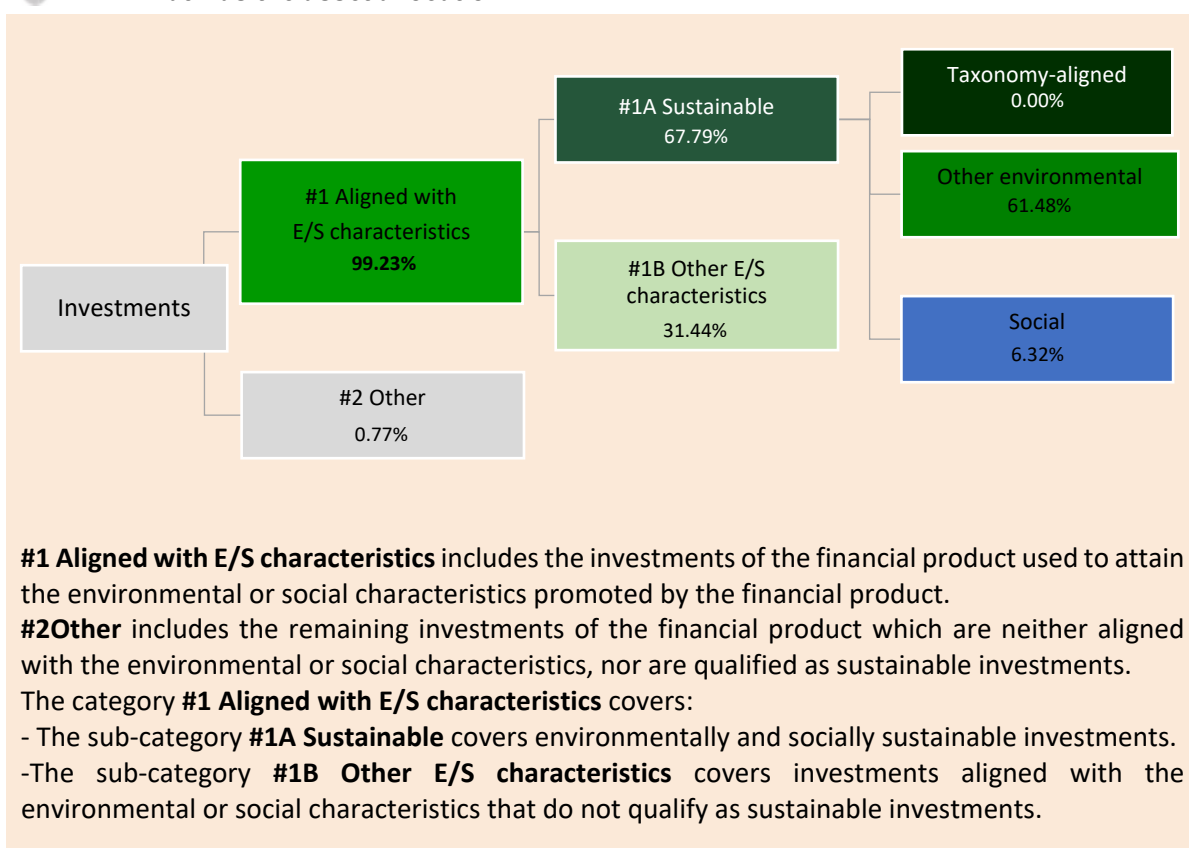 Taxonomy-aligned
0.00%
#1A Sustainable
67.79%
Other environmental
61.48%
#1 Aligned with
E/S characteristics
99.23%
#1B Other E/S
characteristics
31.44%
Investments
Social
6.32%
#2 Other
0.77%
#1 Aligned with E/S characteristics includes the investments of the financial product used to attain
the environmental or social characteristics promoted by the financial product.
#2Other includes the remaining investments of the financial product which are neither aligned
with the environmental or social characteristics, nor are qualified as sustainable investments.
The category #1 Aligned with E/S characteristics covers:
- The sub-category #1A Sustainable covers environmentally and socially sustainable investments.
-The sub-category #1B Other E/S characteristics covers investments aligned with the
environmental or social characteristics that do not qualify as sustainable investments.